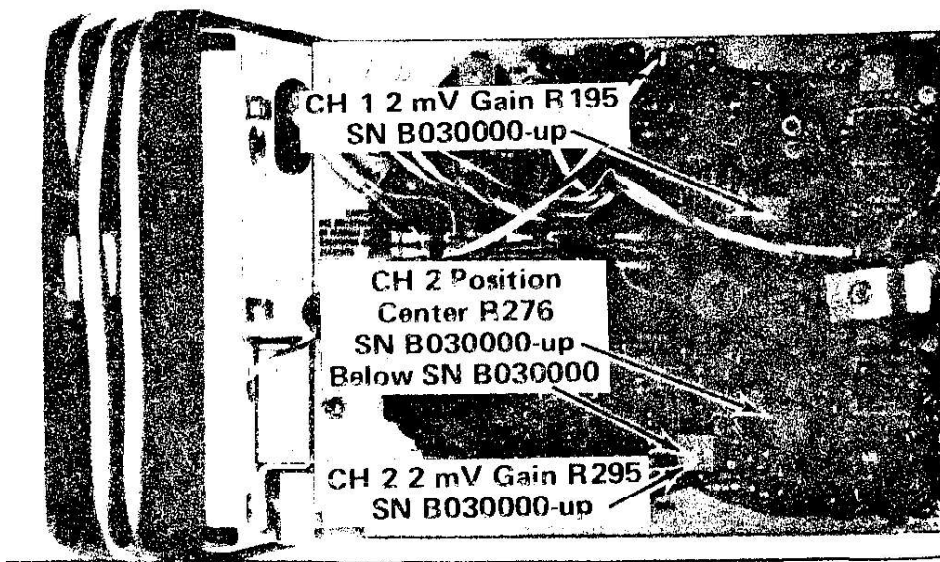 CH 1 2 mV Gain R195
SN B030000-up
CH 2 Position
Center R276
SN B030000-up
Below SN B030000
CH 2 2 mV Gain R295
SN B030000-up